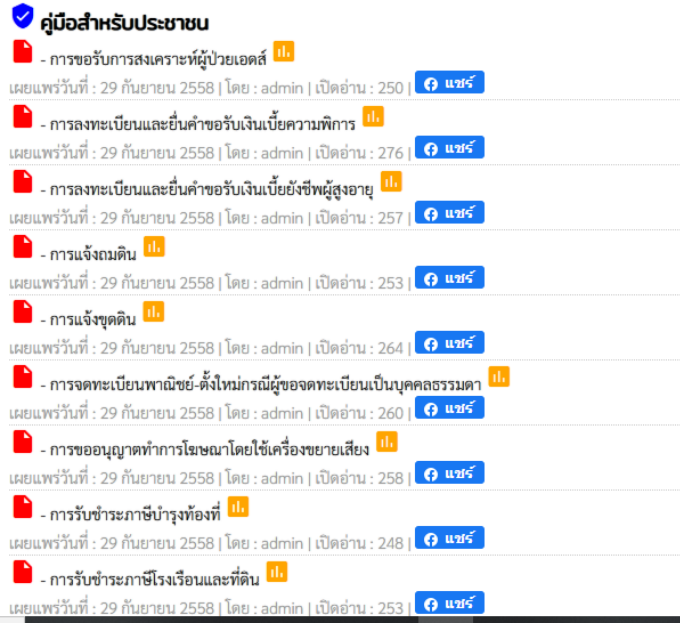 คู่มือสำหรับประชาชน
- การขอรับการสงเคราะห์ผู้ป่วยเอดส์
เผยแพร่วันที่ : 29 กันยายน 2558 | โดย : admin | เปิดอ่าน : 250 | แชร์
- การลงทะเบียนและยื่นคำขอรับเงินเบี้ยความพิการ
เผยแพร่วันที่ : 29 กันยายน 2558 | โดย : admin | เปิดอ่าน : 276 | แชร์
- การลงทะเบียนและยื่นคำขอรับเงินเบี้ยยังชีพผู้สูงอายุ
เผยแพร่วันที่ : 29 กันยายน 2558 | โดย : admin | เปิดอ่าน : 257 | แชร์
- การแจ้งถมดิน
เผยแพร่วันที่ : 29 กันยายน 2558 | โดย : admin | เปิดอ่าน : 253 | แชร์
- การแจ้งขุดดิน
เผยแพร่วันที่ : 29 กันยายน 2558 | โดย : admin | เปิดอ่าน : 264 | แชร์
- การจดทะเบียนพาณิชย์-ตั้งใหม่กรณีผู้ขอจดทะเบียนเป็นบุคคลธรรมดา
เผยแพร่วันที่ : 29 กันยายน 2558 | โดย : admin | เปิดอ่าน : 260 | แชร์
- การขออนุญาตทำการโฆษณาโดยใช้เครื่องขยายเสียง
เผยแพร่วันที่ : 29 กันยายน 2558 | โดย : admin | เปิดอ่าน : 258 | แชร์
- การรับชำระภาษีบำรุงท้องที่
เผยแพร่วันที่ : 29 กันยายน 2558 | โดย : admin | เปิดอ่าน : 248 | แชร์
- การรับชำระภาษีโรงเรือนและที่ดิน
เผยแพร่วันที่ : 29 กันยายน 2558 | โดย : admin | เปิดอ่าน : 253 | แชร์